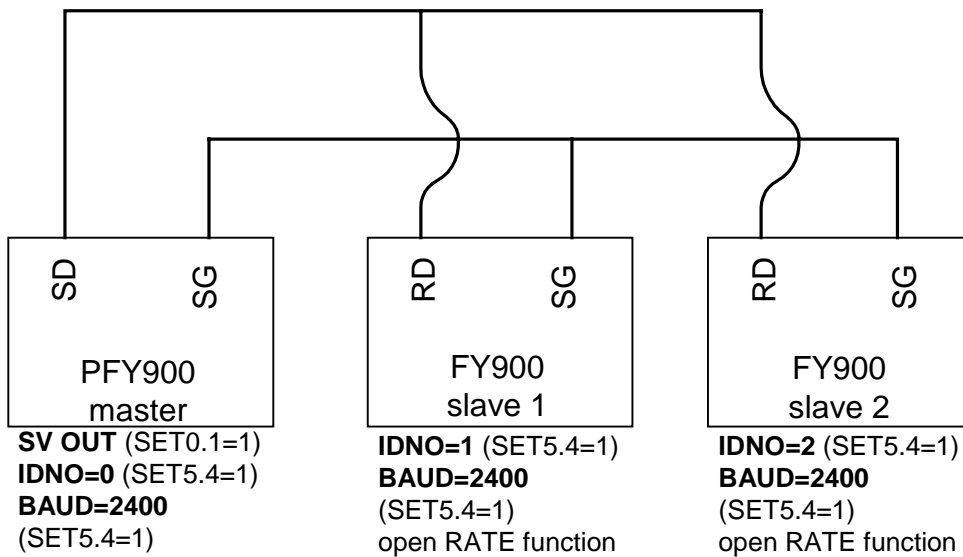 SD
SG
PFY900
master
SV OUT (SET0.1=1)
IDNO=0 (SET5.4=1)
BAUD=2400
(SET5.4=1)
RD
SG
FY900
slave 1
IDNO=1 (SET5.4=1)
BAUD=2400
(SET5.4=1)
open RATE function
RD
SG
FY900
slave 2
IDNO=2 (SET5.4=1)
BAUD=2400
(SET5.4=1)
open RATE function